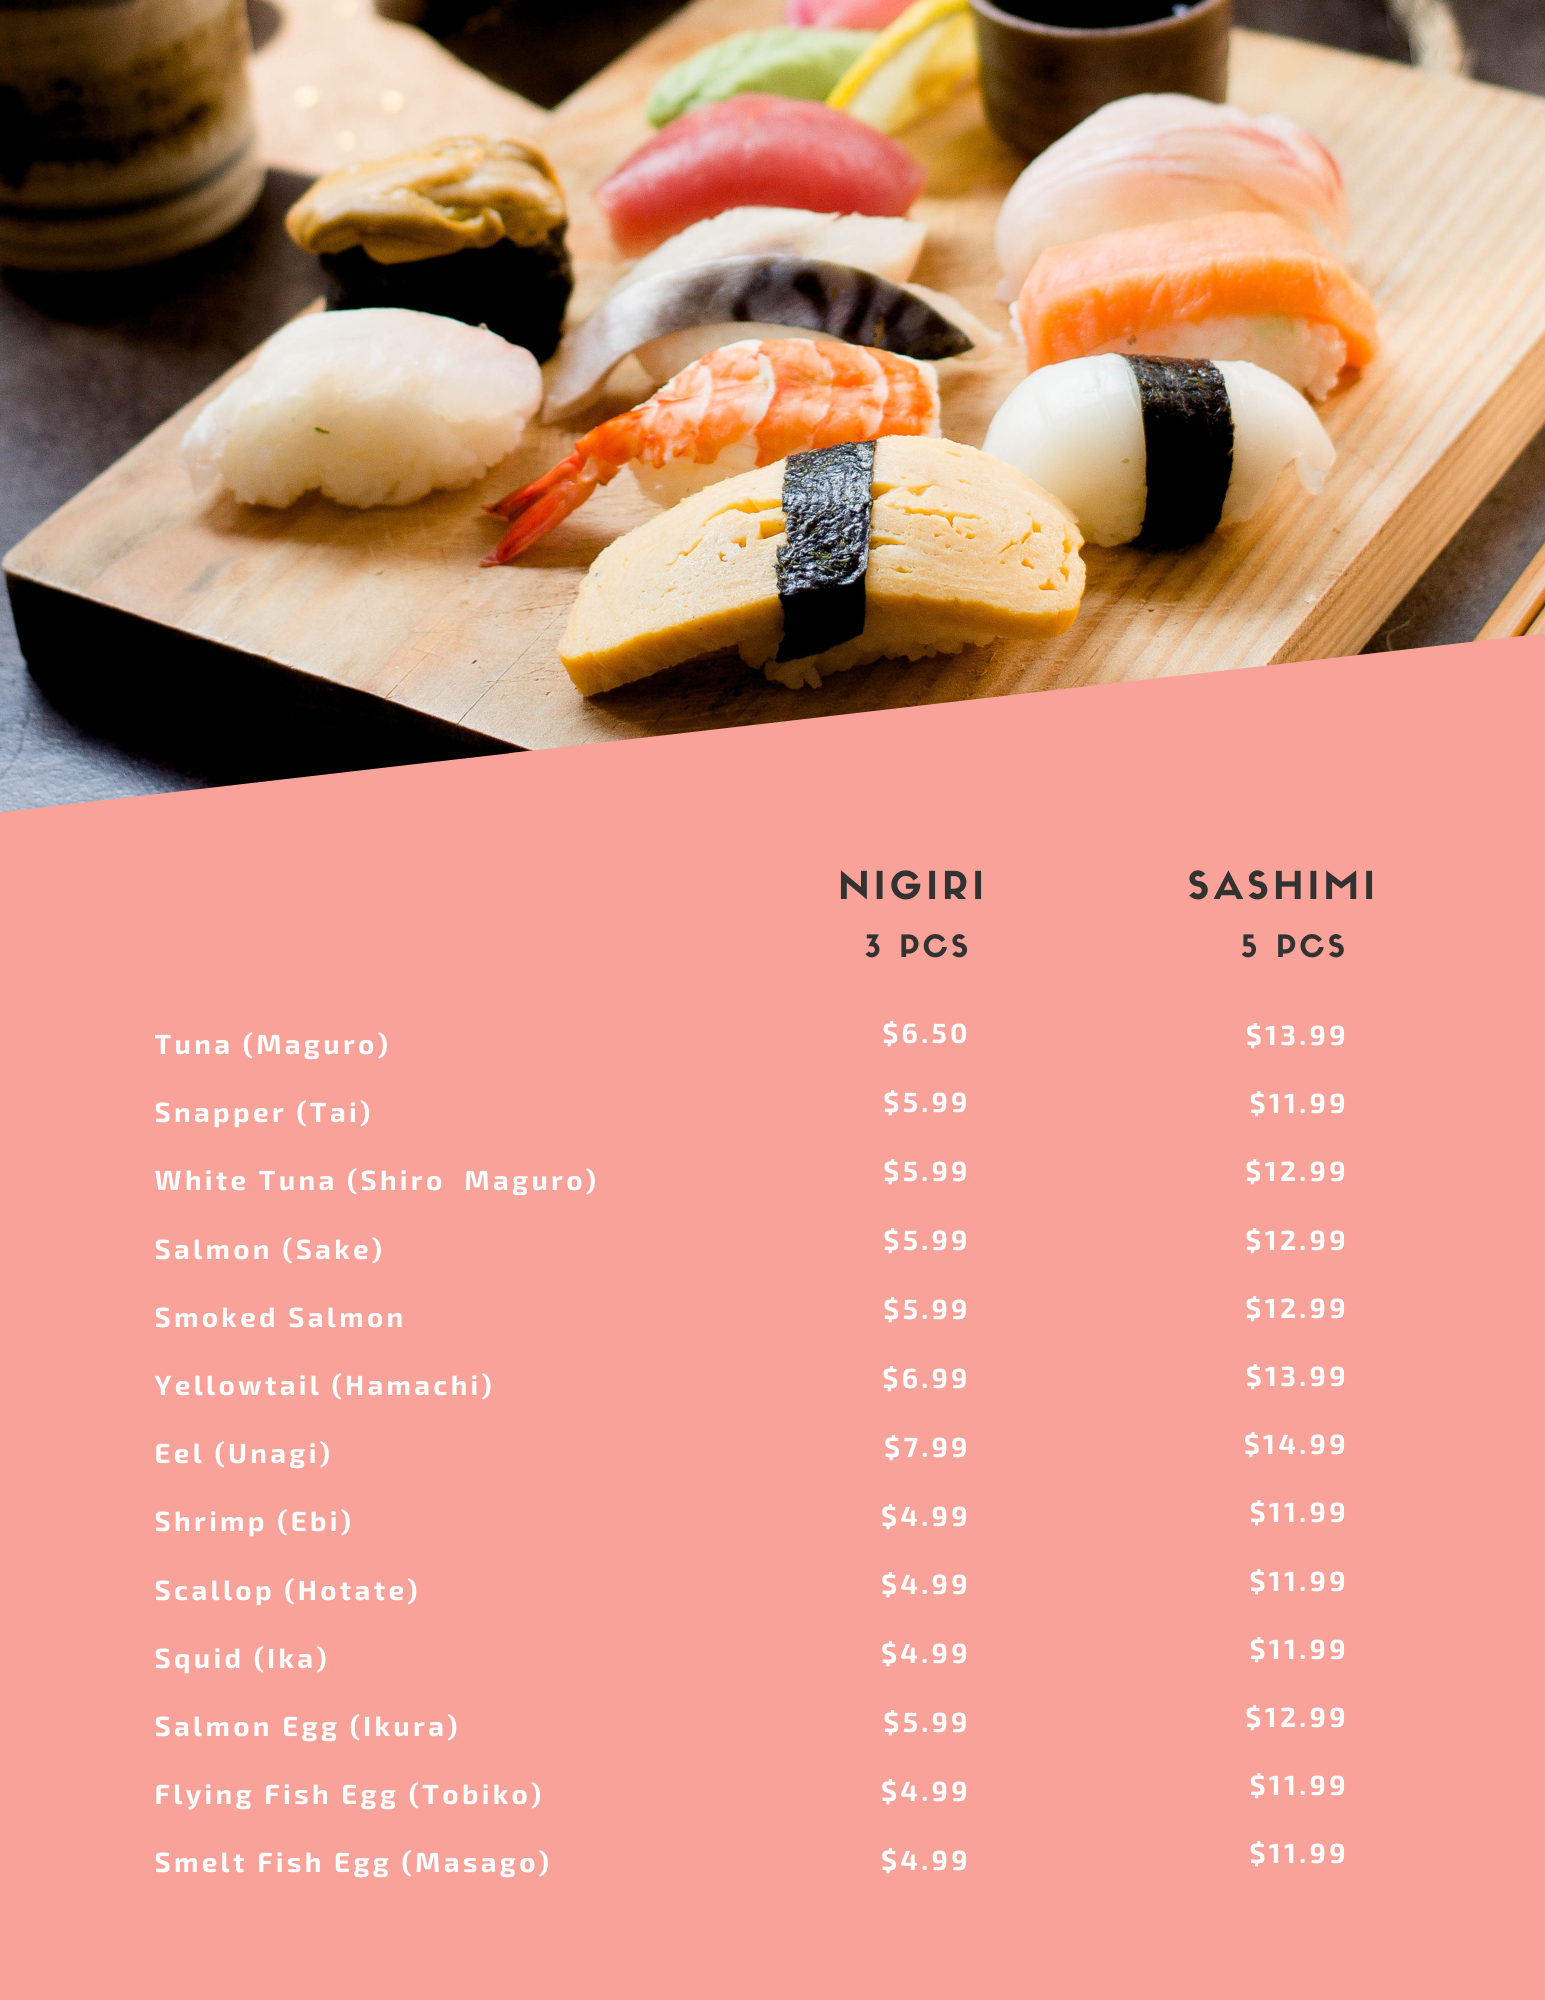 NIGIRI SASHIMI
3 PCS 5 PCS
Tuna (Maguro) $6.50 $13.99
Snapper (Tai) $5.99 $11.99
White Tuna (Shiro  Maguro) $5.99 $12.99
Salmon (Sake) $5.99 $12.99
Smoked Salmon $5.99 $12.99
Yellowtail (Hamachi) $6.99 $13.99
Eel (Unagi) $7.99 $14.99
Shrimp (Ebi) $4.99 $11.99
Scallop (Hotate) $4.99 $11.99
Squid (Ika) $4.99 $11.99
Salmon Egg (Ikura) $5.99 $12.99
Flying Fish Egg (Tobiko) $4.99 $11.99
Smelt Fish Egg (Masago) $4.99 $11.99